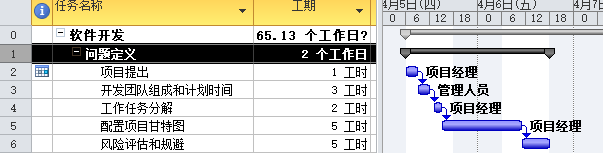 任务名称 工期 4月5日(四) 4月6日(五) 4月7
0 6 12 18 0 6 12 18 0
0 软件开发 65.13 个工作日?
1 问题定义 2 个工作日
2 项目提出 1 工时 项目经理
3 开发团队组成和计划时间 3 工时 管理人员
4 工作任务分解 2 工时 项目经理
5 配置项目甘特图 5 工时 项目经理
6 风险评估和规避 5 工时